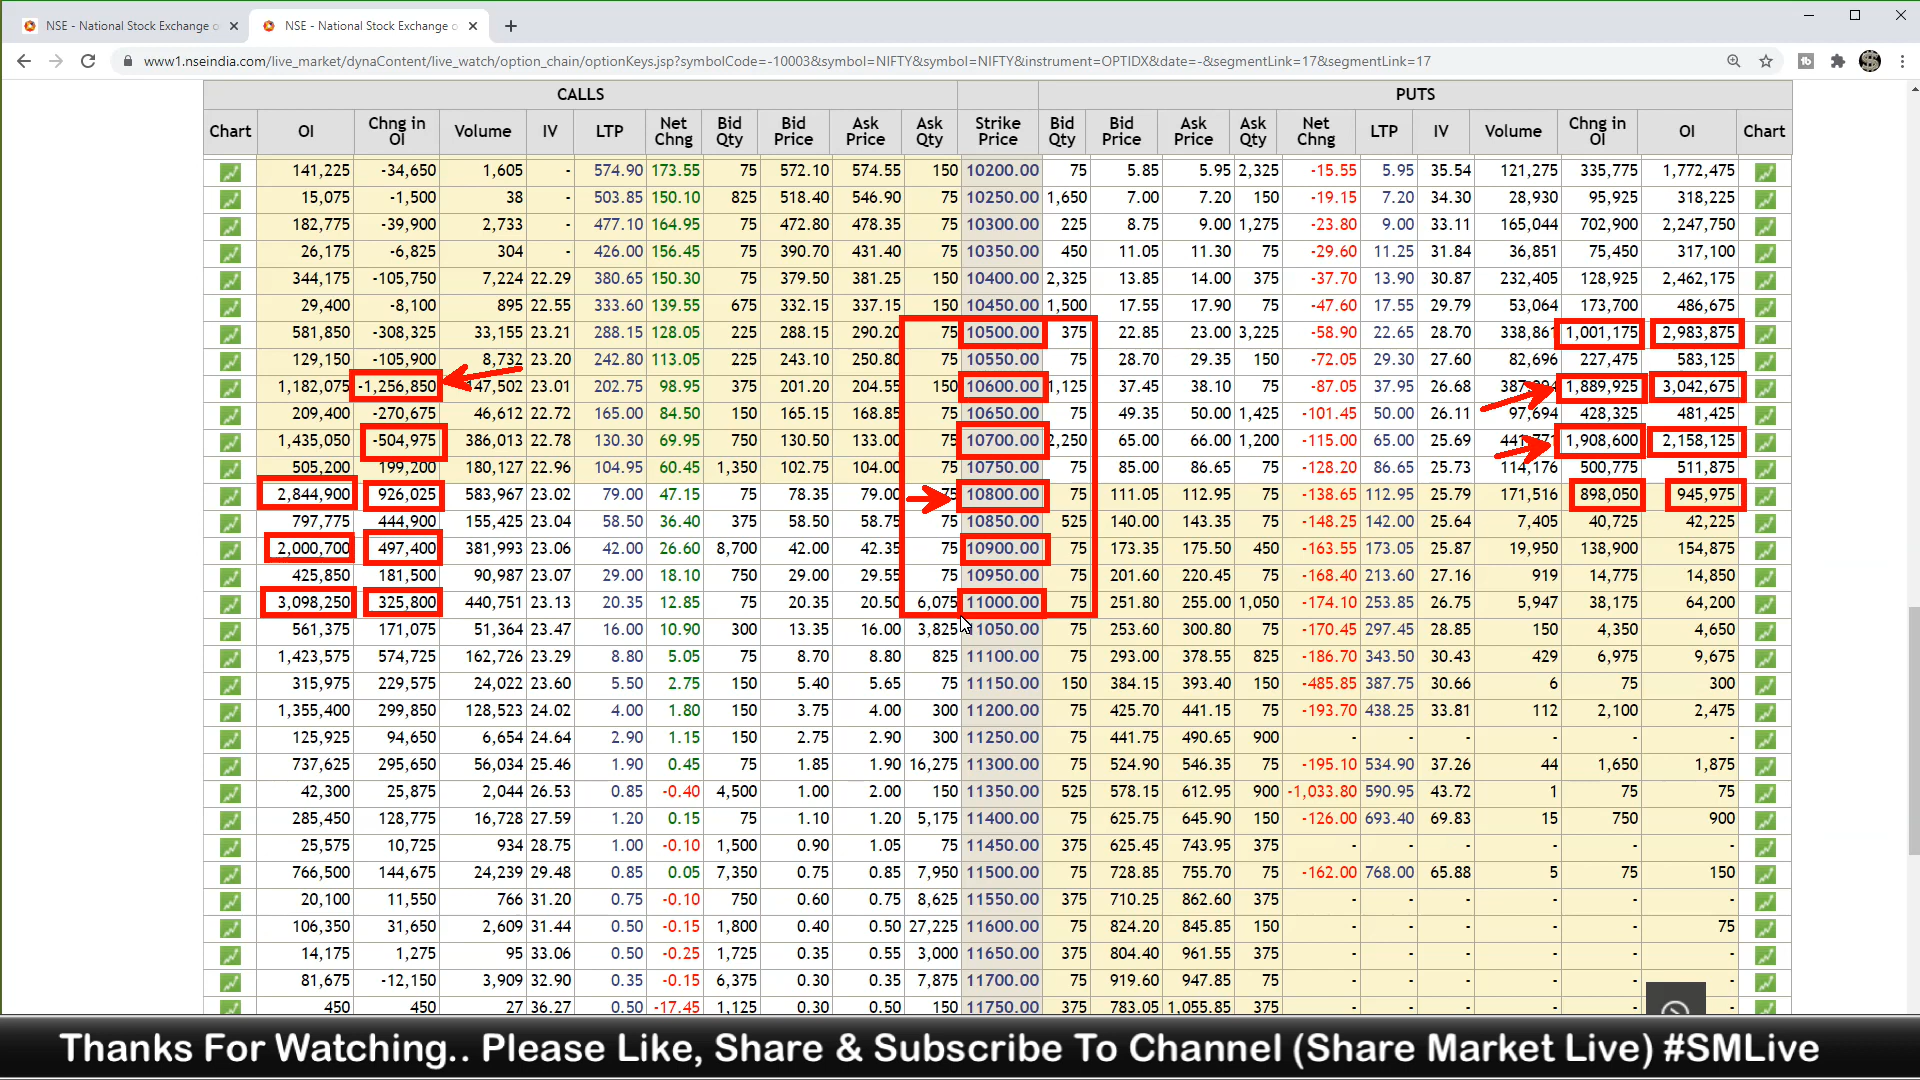 NSE - National Stock Exchange o
NSE - National Stock Exchange o
www1.nseindia.com/live_market/dynaContent/live_watch/option_chain/optionKeys.jsp?symbolCode=-10003&symbol=NIFTY&symbol=NIFTY&instrument=OPTIDX&date=-&segmentLink=17&segmentLink=17
CALLS PUTS
Chart OI Chng in OI Volume IV LTP Net Chng Bid Qty Bid Price Ask Price Ask Qty Strike Price Bid Qty Bid Price Ask Price Ask Qty Net Chng LTP IV Volume Chng in OI OI Chart
141,225 -34,650 1,605 - 574.90 173.55 75 572.10 574.55 150 10200.00 75 5.85 5.95 2,325 -15.55 5.95 35.54 121,275 335,775 1,772,475
15,075 -1,500 38 - 503.85 150.10 825 518.40 546.90 75 10250.00 1,650 7.00 7.20 150 -19.15 7.20 34.30 28,930 95,925 318,225
182,775 -39,900 2,733 - 477.10 164.95 75 472.80 478.35 75 10300.00 225 8.75 9.00 1,275 -23.80 9.00 33.11 165,044 702,900 2,247,750
26,175 -6,825 304 - 426.00 156.45 75 390.70 431.40 75 10350.00 450 11.05 11.30 75 -29.60 11.25 31.84 36,851 75,450 317,100
344,175 -105,750 7,224 22.29 380.65 150.30 75 379.50 381.25 150 10400.00 2,325 13.85 14.00 375 -37.70 13.90 30.87 232,405 128,925 2,462,175
29,400 -8,100 895 22.55 333.60 139.55 675 332.15 337.15 150 10450.00 1,500 17.55 17.90 75 -47.60 17.55 29.79 53,064 173,700 486,675
581,850 -308,325 33,155 23.21 288.15 128.05 225 288.15 290.20 75 10500.00 375 22.85 23.00 3,225 -58.90 22.65 28.70 338,861 1,001,175 2,983,875
129,150 -105,900 8,732 23.20 242.80 113.05 225 243.10 250.80 75 10550.00 75 28.70 29.35 150 -72.05 29.30 27.60 82,696 227,475 583,125
1,182,075 -1,256,850 147,502 23.01 202.75 98.95 375 201.20 204.55 150 10600.00 1,125 37.45 38.10 75 -87.05 37.95 26.68 1,889,925 3,042,675
209,400 -270,675 46,612 22.72 165.00 84.50 150 165.15 168.85 75 10650.00 75 49.35 50.00 1,425 -101.45 50.00 26.11 97,694 428,325 481,425
1,435,050 -504,975 386,013 22.78 130.30 69.95 750 130.50 133.00 75 10700.00 2,250 65.00 66.00 1,200 -115.00 65.00 25.69 1,908,600 2,158,125
505,200 199,200 180,127 22.96 104.95 60.45 1,350 102.75 104.00 75 10750.00 75 85.00 86.65 75 -128.20 86.65 25.73 114,176 500,775 511,875
2,844,900 926,025 583,967 23.02 79.00 47.15 75 78.35 79.00 75 10800.00 75 111.05 112.95 75 -138.65 112.95 25.79 171,516 898,050 945,975
797,775 444,900 155,425 23.04 58.50 36.40 375 58.50 58.75 75 10850.00 525 140.00 143.35 75 -148.25 142.00 25.64 7,405 40,725 42,225
2,000,700 497,400 381,993 23.06 42.00 26.60 8,700 42.00 42.35 75 10900.00 75 173.35 175.50 450 -163.55 173.05 25.87 19,950 138,900 154,875
425,850 181,500 90,987 23.07 29.00 18.10 750 29.00 29.55 75 10950.00 75 201.60 220.45 75 -168.40 213.60 27.16 919 14,775 14,850
3,098,250 325,800 440,751 23.13 20.35 12.85 75 20.35 20.50 6,075 11000.00 75 251.80 255.00 1,050 -174.10 253.85 26.75 5,947 38,175 64,200
561,375 171,075 51,364 23.47 16.00 10.90 300 13.35 16.00 3,825 11050.00 75 253.60 300.80 75 -170.45 297.45 28.85 150 4,350 4,650
1,423,575 574,725 162,726 23.29 8.80 5.05 75 8.70 8.80 825 11100.00 75 293.00 378.55 825 -186.70 343.50 30.43 429 6,975 9,675
315,975 229,575 24,022 23.60 5.50 2.75 150 5.40 5.65 75 11150.00 150 384.15 393.40 150 -485.85 387.75 30.66 6 75 300
1,355,400 299,850 128,523 24.02 4.00 1.80 150 3.75 4.00 300 11200.00 75 425.70 441.15 75 -193.70 438.25 33.81 112 2,100 2,475
125,925 94,650 6,654 24.64 2.90 1.15 150 2.75 2.90 300 11250.00 75 441.75 490.65 900 - - - - - -
737,625 295,650 56,034 25.46 1.90 0.45 75 1.85 1.90 16,275 11300.00 75 524.90 546.35 75 -195.10 534.90 37.26 44 1,650 1,875
42,300 25,875 2,044 26.53 0.85 -0.40 4,500 1.00 2.00 150 11350.00 525 578.15 612.95 900 -1,033.80 590.95 43.72 1 75 75
285,450 128,775 16,728 27.59 1.20 0.15 75 1.10 1.20 5,175 11400.00 75 625.75 645.90 150 -126.00 693.40 69.83 15 750 900
25,575 10,725 934 28.75 1.00 -0.10 1,500 0.90 1.05 75 11450.00 375 625.45 743.95 375 - - - - - -
766,500 144,675 24,239 29.48 0.85 0.05 7,350 0.75 0.85 7,950 11500.00 75 728.85 755.70 75 -162.00 768.00 65.88 5 75 150
20,100 11,550 766 31.20 0.75 -0.10 750 0.60 0.75 8,625 11550.00 375 710.25 862.60 375 - - - - - -
106,350 31,650 2,609 31.44 0.50 -0.15 1,800 0.40 0.50 27,225 11600.00 75 824.20 845.85 150 - - - - - 75
14,175 1,275 95 33.06 0.50 -0.25 1,725 0.35 0.55 3,000 11650.00 375 804.40 961.55 375 - - - - - -
81,675 -12,150 3,909 32.90 0.35 -0.15 6,375 0.30 0.35 7,875 11700.00 75 919.60 947.85 75 - - - - - -
450 450 27 36.27 0.50 -17.45 1,125 0.30 0.50 150 11750.00 375 783.05 1,055.85 375 - - - - -
Thanks For Watching.. Please Like, Share & Subscribe To Channel (Share Market Live) #SMLive